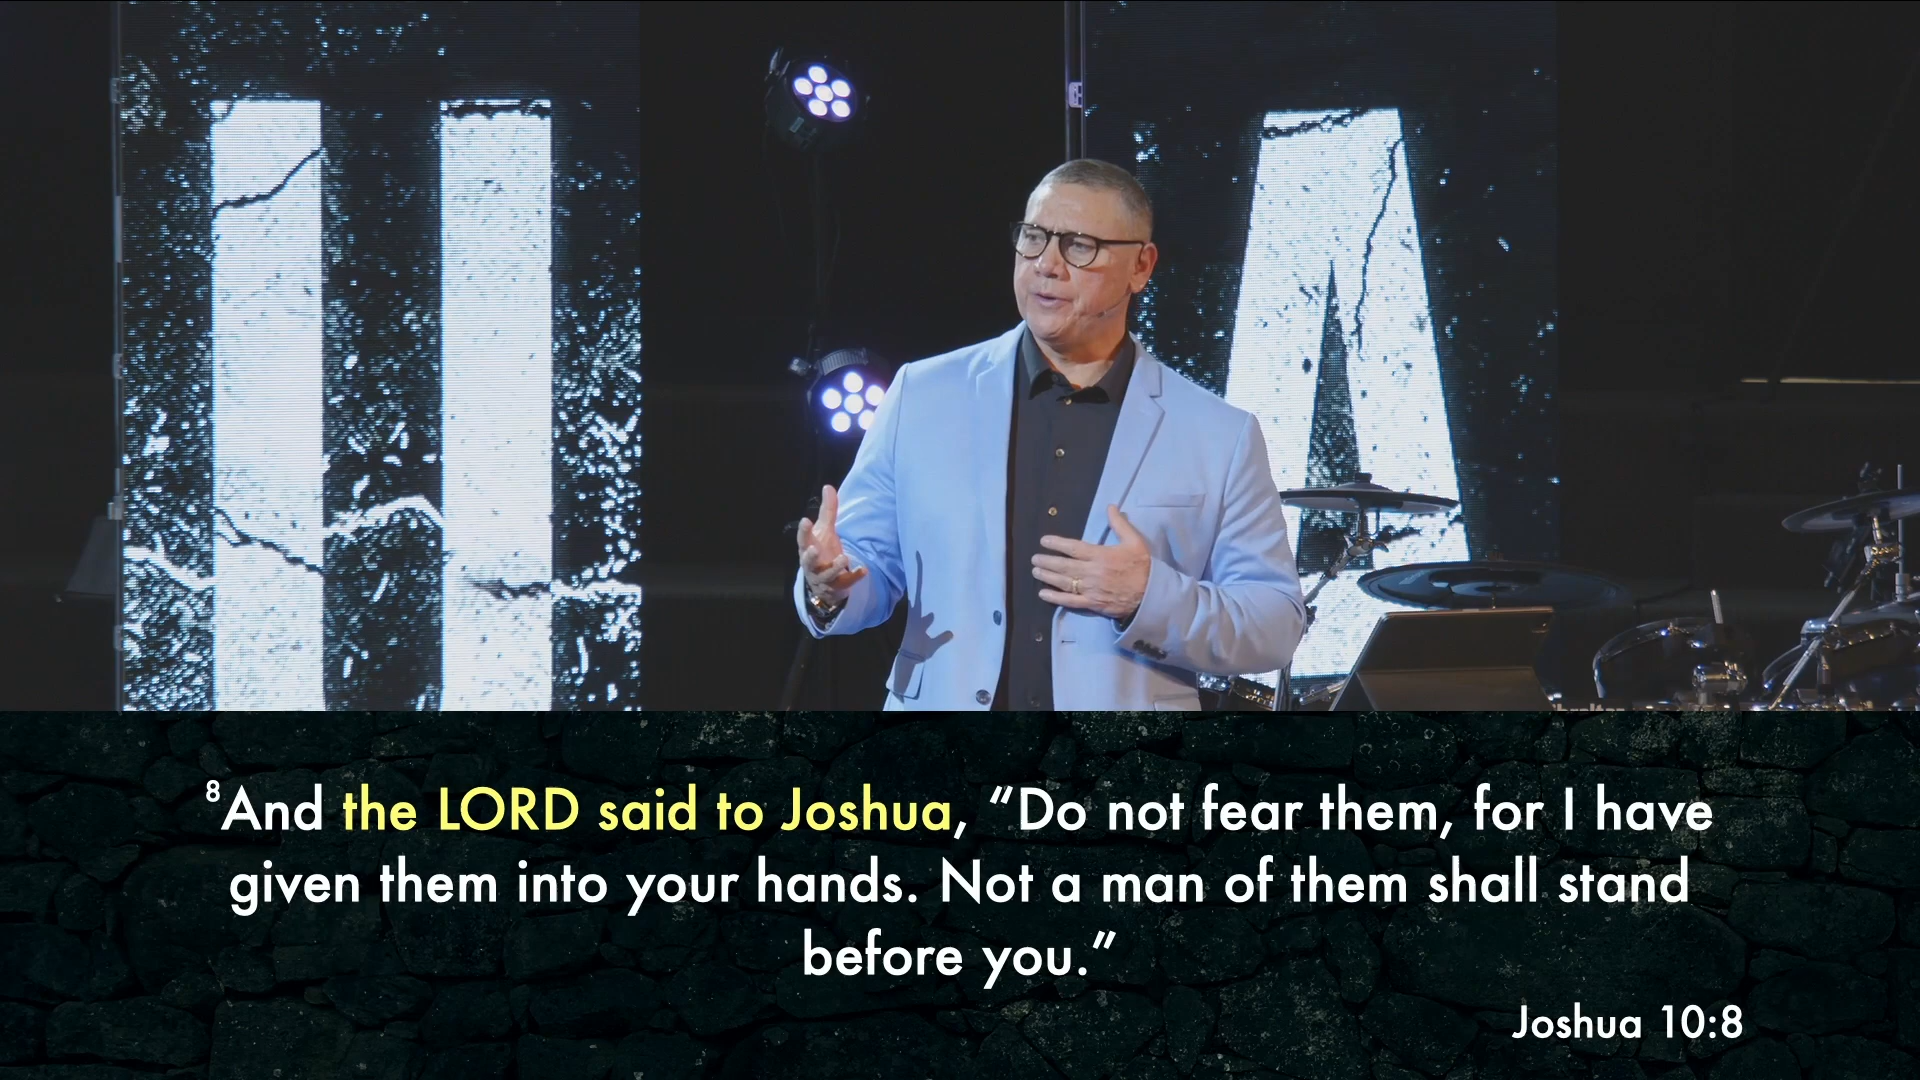 UA
⁸And the LORD said to Joshua, “Do not fear them, for I have
given them into your hands. Not a man of them shall stand
before you.”
Joshua 10:8